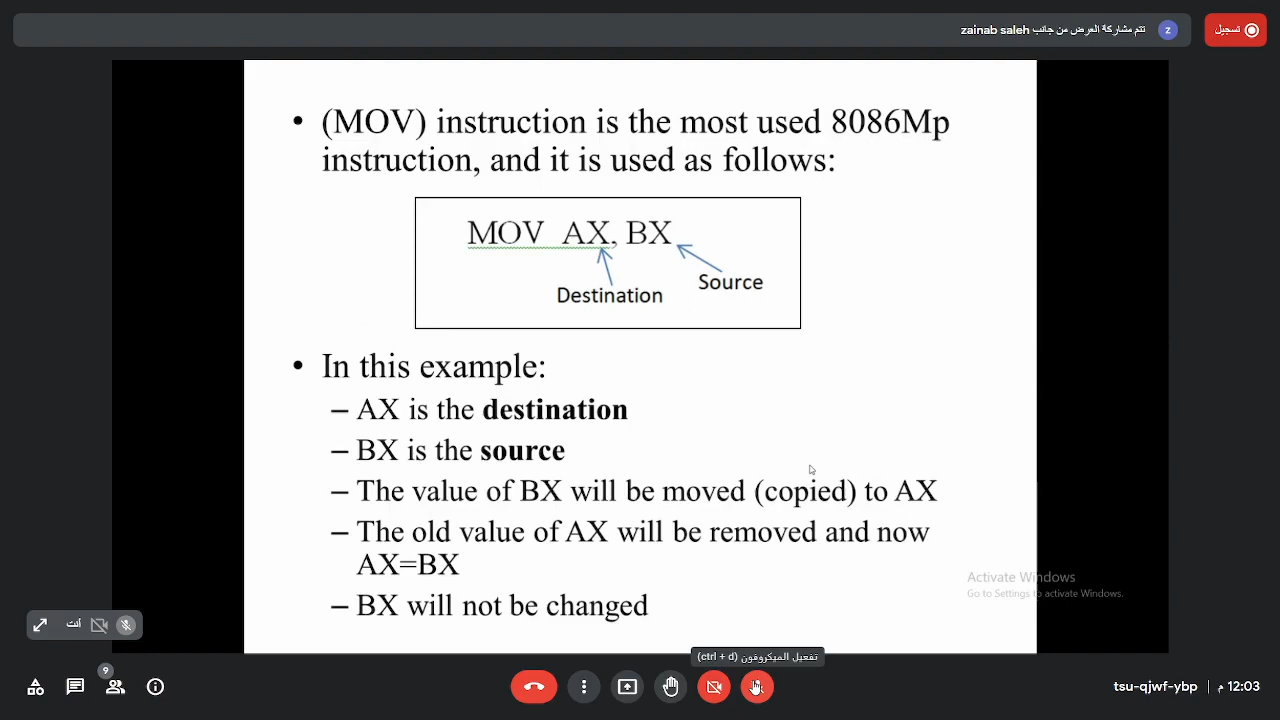 تتم مشاركة العرض من جانب zainab saleh
z
تسجيل
• (MOV) instruction is the most used 8086Mp
instruction, and it is used as follows:
MOV AX, BX
Source
Destination
• In this example:
– AX is the destination
– BX is the source
– The value of BX will be moved (copied) to AX
– The old value of AX will be removed and now
AX=BX
– BX will not be changed
Activate Windows
Go to Settings to activate Windows.
أنت
تفعيل الميكروفون (ctrl + d)
9
tsu-qjwf-ybp | 12:03 م